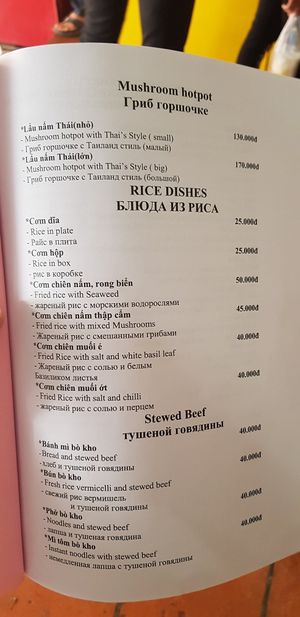 Mushroom hotpot
Гриб горшочке
*Lẩu nấm Thái(nhỏ)
- Mushroom hotpot with Thai's Style ( small) 130.000đ
- Гриб горшочке с Таиланд стиль (малый)
*Lẩu nấm Thái(lớn)
- Mushroom hotpot with Thai's Style ( big) 170.000đ
- Гриб горшочке с Таиланд стиль (большой)
RICE DISHES
БЛЮДА ИЗ РИСА
*Cơm dĩa 25.000đ
- Rice in plate
- Райс в плита
*Cơm hộp 25.000đ
- Rice in box
- рис в коробке
*Cơm chiên nấm, rong biển 50.000đ
- Fried rice with Seaweed
- жареный рис с морскими водорослями
*Cơm chiên nấm thập cẩm 45.000đ
- Fried rice with mixed Mushrooms
- Жареный рис с смешанными грибами
*Cơm chiên muối é 40.000đ
- Fried Rice with salt and white basil leaf
- Жареный рис с солью и белым
Базиликом листья
*Cơm chiên muối ớt 40.000đ
- Fried Rice with salt and chilli
- жареный рис с солью и перцем
Stewed Beef
тушеной говядины
*Bánh mì bò kho 40.000đ
- Bread and stewed beef
- хлеб и тушеной говядины
*Bún bò kho 40.000đ
- Fresh rice vermicelli and stewed beef
- свежий рис вермишель
и тушеной говядины
*Phở bò kho 40.000đ
- Noodles and stewed beef
- лапша и тушеная говядина
*Mì tôm bò kho 40.000đ
- Instant noodles with stewed beef
- немедленная лапша с тушеной говядины